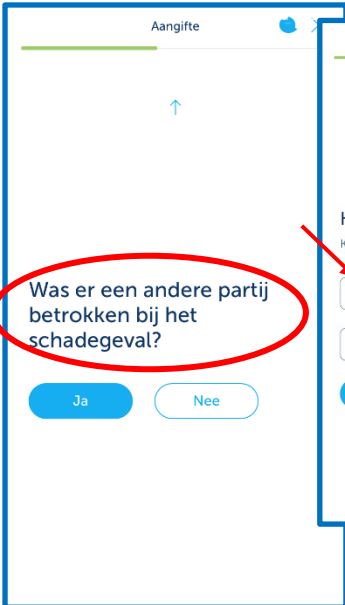 Aangifte
Was er een andere partij
betrokken bij het
schadegeval?
Ja
Nee